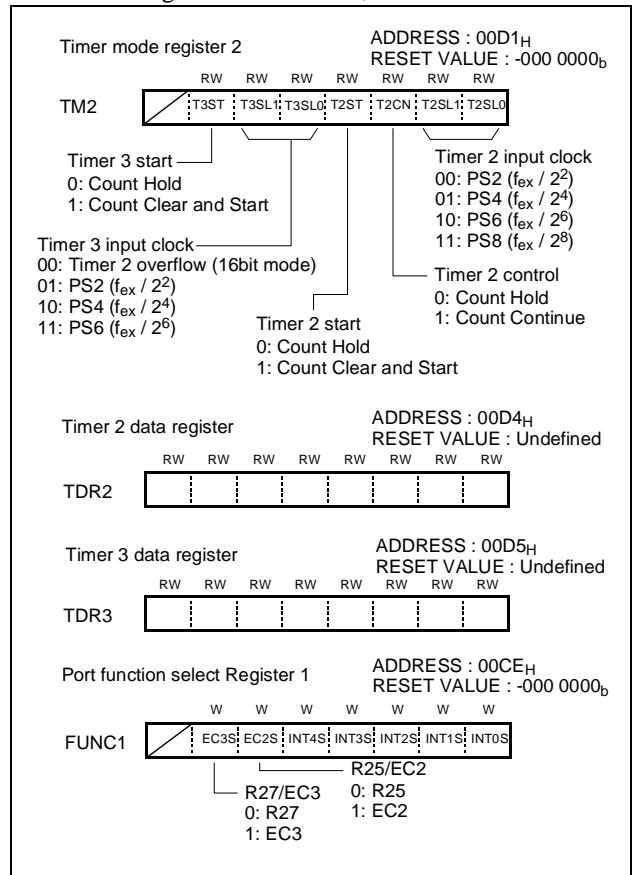 Timer mode register 2
ADDRESS : 00D1H
RESET VALUE : -000 0000b
RW RW RW RW RW RW RW
TM2
T3ST T3SL1 T3SL0 T2ST T2CN T2SL1 T2SL0
Timer 3 start
0: Count Hold
1: Count Clear and Start
Timer 2 input clock
00: PS2 (fex / 2²)
01: PS4 (fex / 2⁴)
10: PS6 (fex / 2⁶)
11: PS8 (fex / 2⁸)
Timer 3 input clock
00: Timer 2 overflow (16bit mode)
01: PS2 (fex / 2²)
10: PS4 (fex / 2⁴)
11: PS6 (fex / 2⁶)
Timer 2 control
0: Count Hold
1: Count Continue
Timer 2 start
0: Count Hold
1: Count Clear and Start
Timer 2 data register
ADDRESS : 00D4H
RESET VALUE : Undefined
RW RW RW RW RW RW RW RW
TDR2
Timer 3 data register
ADDRESS : 00D5H
RESET VALUE : Undefined
RW RW RW RW RW RW RW RW
TDR3
Port function select Register 1
ADDRESS : 00CEH
RESET VALUE : -000 0000b
W W W W W W W
FUNC1
EC3S EC2S INT4S INT3S INT2S INT1S INT0S
R25/EC2
0: R25
1: EC2
R27/EC3
0: R27
1: EC3